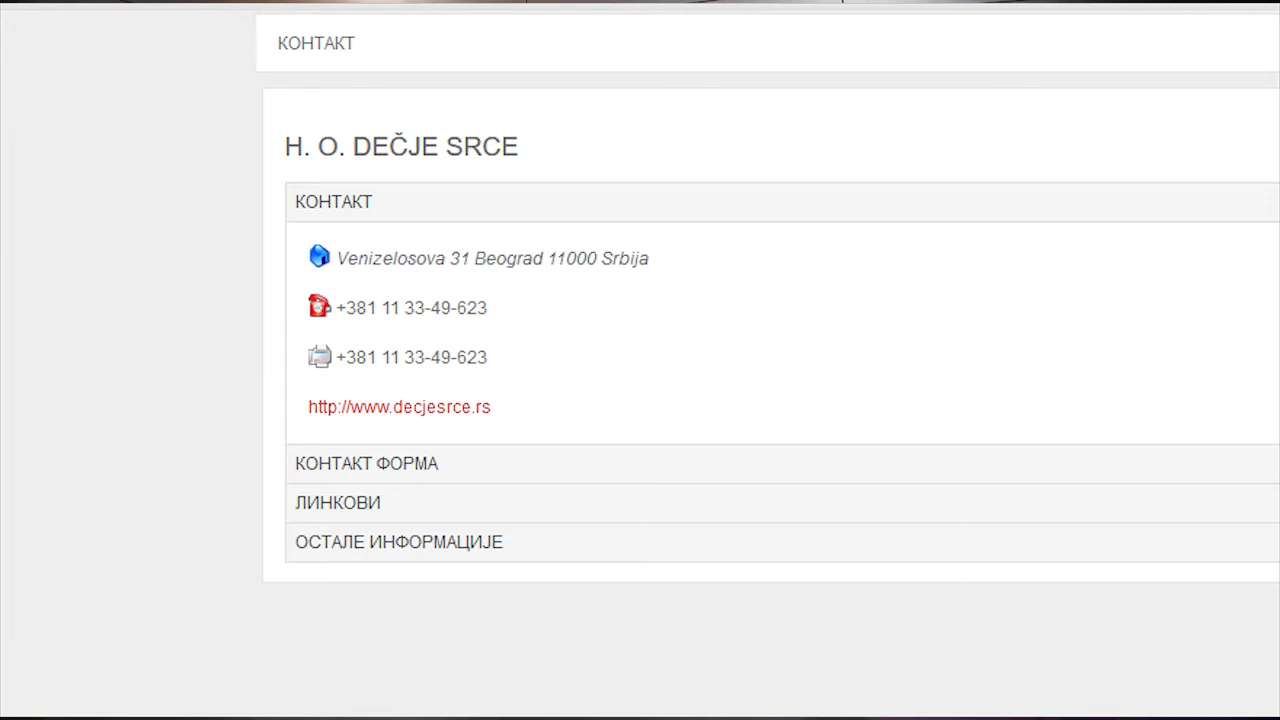 КОНТАКТ
H. O. DEČJE SRCE
КОНТАКТ
Venizelosova 31 Beograd 11000 Srbija
+381 11 33-49-623
+381 11 33-49-623
http://www.decjesrce.rs
КОНТАКТ ФОРМА
ЛИНКОВИ
ОСТАЛЕ ИНФОРМАЦИЈЕ